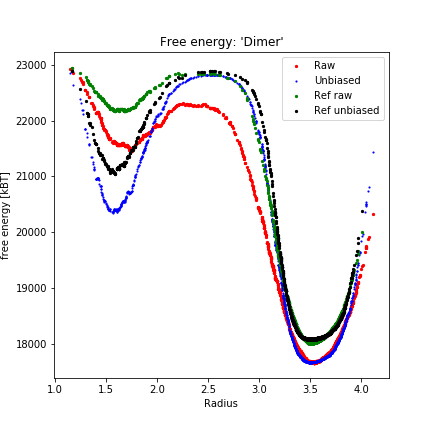 Free energy: 'Dimer'
Raw
Unbiased
Ref raw
Ref unbiased
free energy [kBT]
23000
22000
21000
20000
19000
18000
1.0 1.5 2.0 2.5 3.0 3.5 4.0
Radius